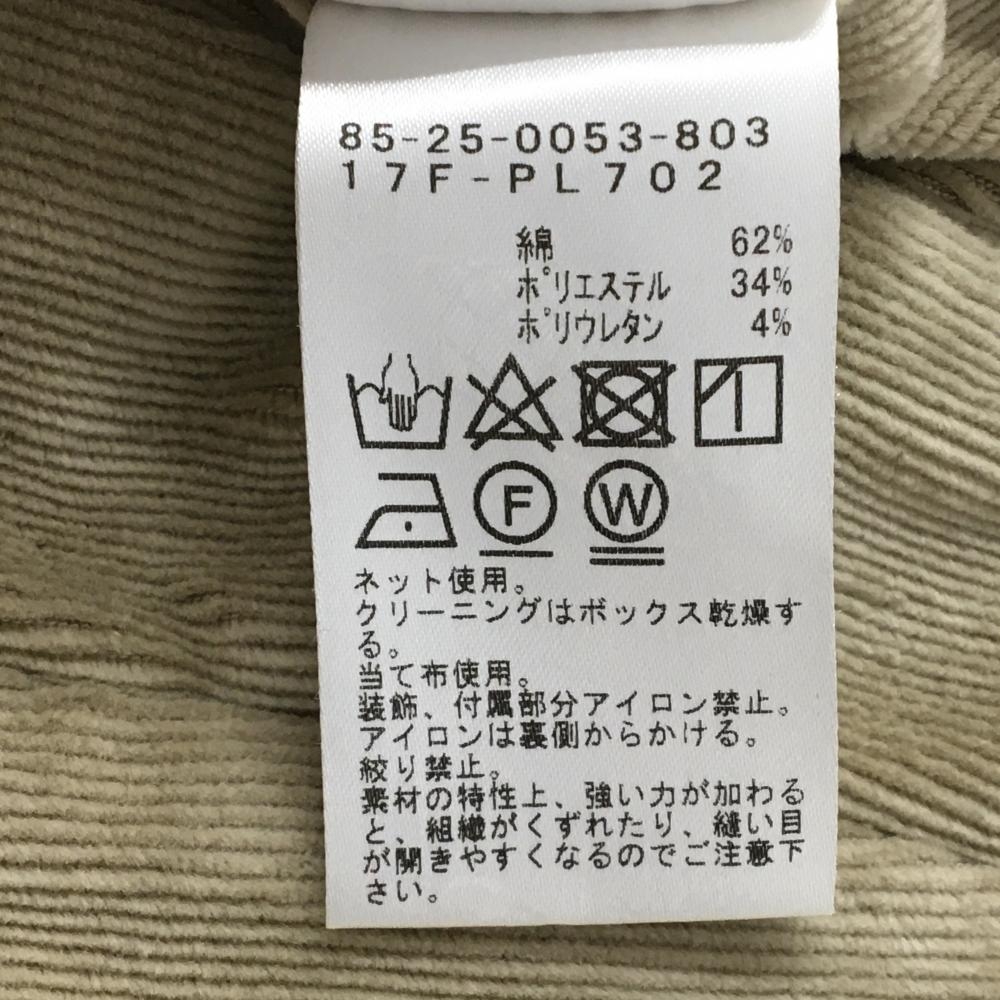 85-25-0053-803
17F-PL702
綿 62%
ポリエステル 34%
ポリウレタン 4%
F W
ネット使用。
クリーニングはボックス乾燥す
る。
当て布使用。
装飾、付属部分アイロン禁止。
アイロンは裏側からかける。
絞り禁止。
素材の特性上、強い力が加わる
と、組織がくずれたり、縫い目
が開きやすくなるのでご注意下
さい。